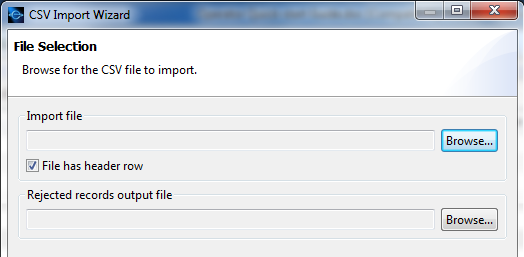 CSV Import Wizard
File Selection
Browse for the CSV file to import.
Import file
Browse...
File has header row
Rejected records output file
Browse...